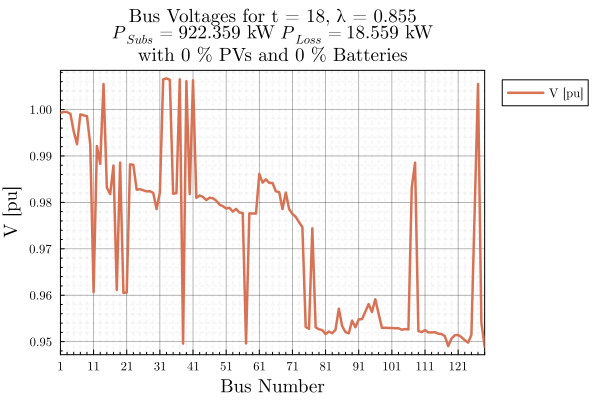 Bus Voltages for t = 18, λ = 0.855
P_Subs = 922.359 kW P_Loss = 18.559 kW
with 0 % PVs and 0 % Batteries
V [pu]
1.00
0.99
0.98
0.97
0.96
0.95
V [pu]
1 11 21 31 41 51 61 71 81 91 101 111 121
Bus Number